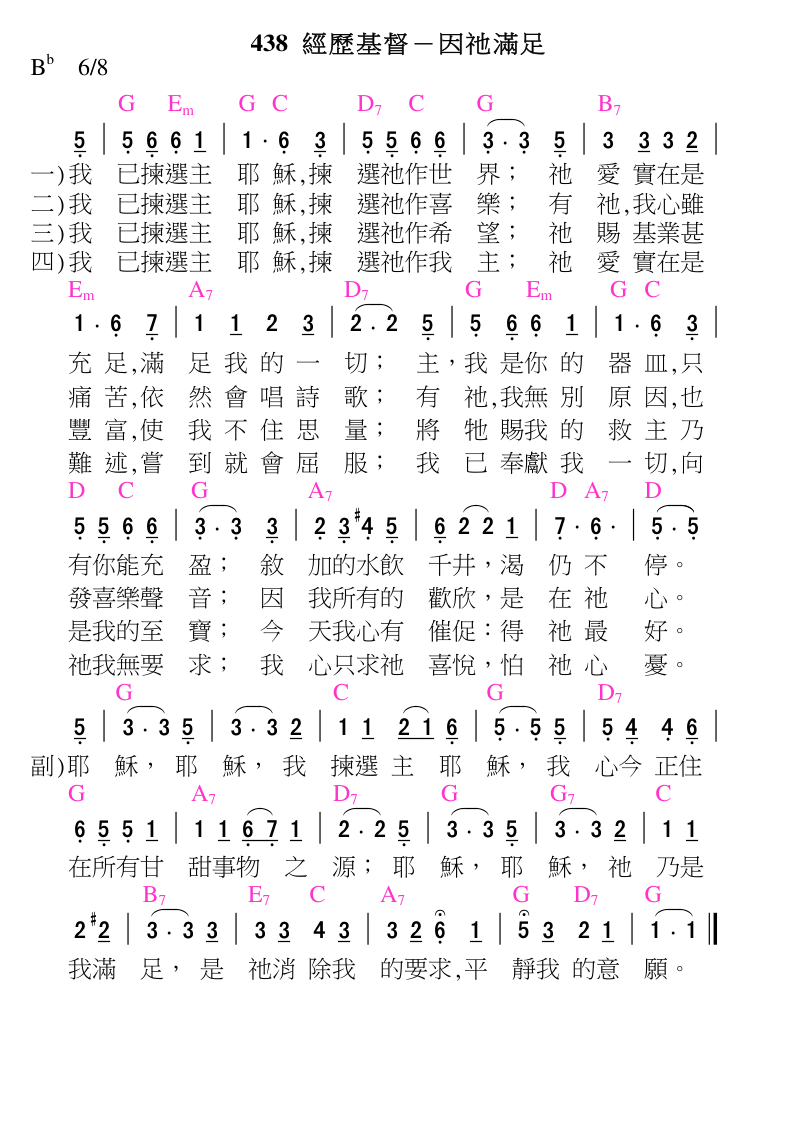 438 經歷基督－因祂滿足
B♭ 6/8
G Em G C D7 C G B7
5 | 5 6 6 1 | 1 · 6 3 | 5 5 6 6 | 3 · 3 5 | 3 3 3 2 |
一)我 已揀選主 耶 穌,揀 選祂作世 界； 祂 愛 實在是
二)我 已揀選主 耶 穌,揀 選祂作喜 樂； 有 祂,我心雖
三)我 已揀選主 耶 穌,揀 選祂作希 望； 祂 賜 基業甚
四)我 已揀選主 耶 穌,揀 選祂作我 主； 祂 愛 實在是
Em A7 D7 G Em G C
1 · 6 7 | 1 1 2 3 | 2 · 2 5 | 5 6 6 1 | 1 · 6 3 |
充 足,滿 足 我 的 一 切； 主，我 是你 的 器 皿,只
痛 苦,依 然 會 唱 詩 歌； 有 祂,我無 別 原 因,也
豐 富,使 我 不 住 思 量； 將 牠 賜我 的 救 主 乃
難 述,嘗 到 就 會 屈 服； 我 已 奉獻 我 一 切,向
D C G A7 D A7 D
5 5 6 6 | 3 · 3 3 | 2 3 #4 5 | 6 2 2 1 | 7 · 6 · | 5 · 5
有你能充 盈； 敘 加的水飲 千井，渴 仍 不 停。
發喜樂聲 音； 因 我所有的 歡欣，是 在 祂 心。
是我的至 寶； 今 天我心有 催促：得 祂 最 好。
祂我無要 求； 我 心只求祂 喜悅，怕 祂 心 憂。
G C G D7
5 | 3 · 3 5 | 3 · 3 2 | 1 1 2 1 6 | 5 · 5 5 | 5 4 4 6 |
副)耶 穌， 耶 穌， 我 揀選 主 耶 穌， 我 心今 正住
G A7 D7 G G7 C
6 5 5 1 | 1 1 6 7 1 | 2 · 2 5 | 3 · 3 5 | 3 · 3 2 | 1 1
在所有甘 甜事物 之 源； 耶 穌， 耶 穌， 祂 乃是
B7 E7 C A7 G D7 G
2 #2 | 3 · 3 3 | 3 3 4 3 | 3 2 6 1 | 5 3 2 1 | 1 · 1 ‖
我滿 足， 是 祂消 除我 的要求,平 靜我 的意 願。